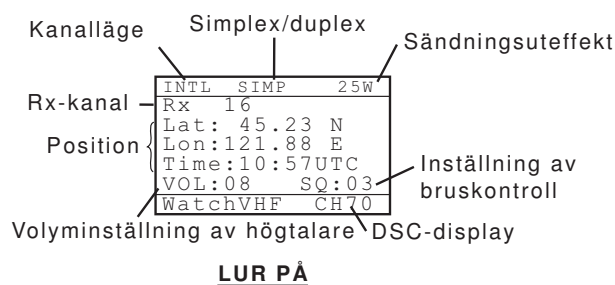 Kanalläge
Simplex/duplex
Sändningsuteffekt
INTL SIMP 25W
Rx-kanal
Rx 16
Position
Lat: 45.23 N
Lon:121.88 E
Time:10:57UTC
VOL:08 SQ:03
Inställning av
bruskontroll
WatchVHF CH70
Volyminställning av högtalare
DSC-display
LUR PÅ